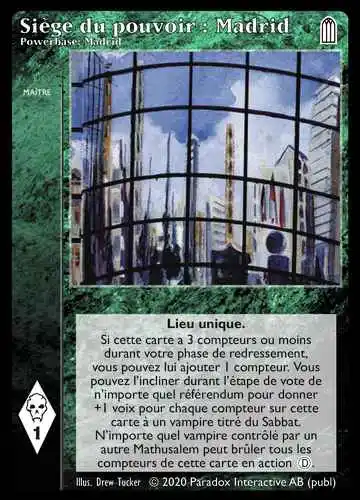 Siège du pouvoir : Madrid
Powerbase: Madrid
MAÎTRE
Lieu unique.
Si cette carte a 3 compteurs ou moins
durant votre phase de redressement,
vous pouvez lui ajouter 1 compteur. Vous
pouvez l'incliner durant l'étape de vote de
n'importe quel référendum pour donner
+1 voix pour chaque compteur sur cette
carte à un vampire titré du Sabbat.
N'importe quel vampire contrôlé par un
autre Mathusalem peut brûler tous les
compteurs de cette carte en action Ⓓ.
1
Illus. Drew Tucker © 2020 Paradox Interactive AB (publ)